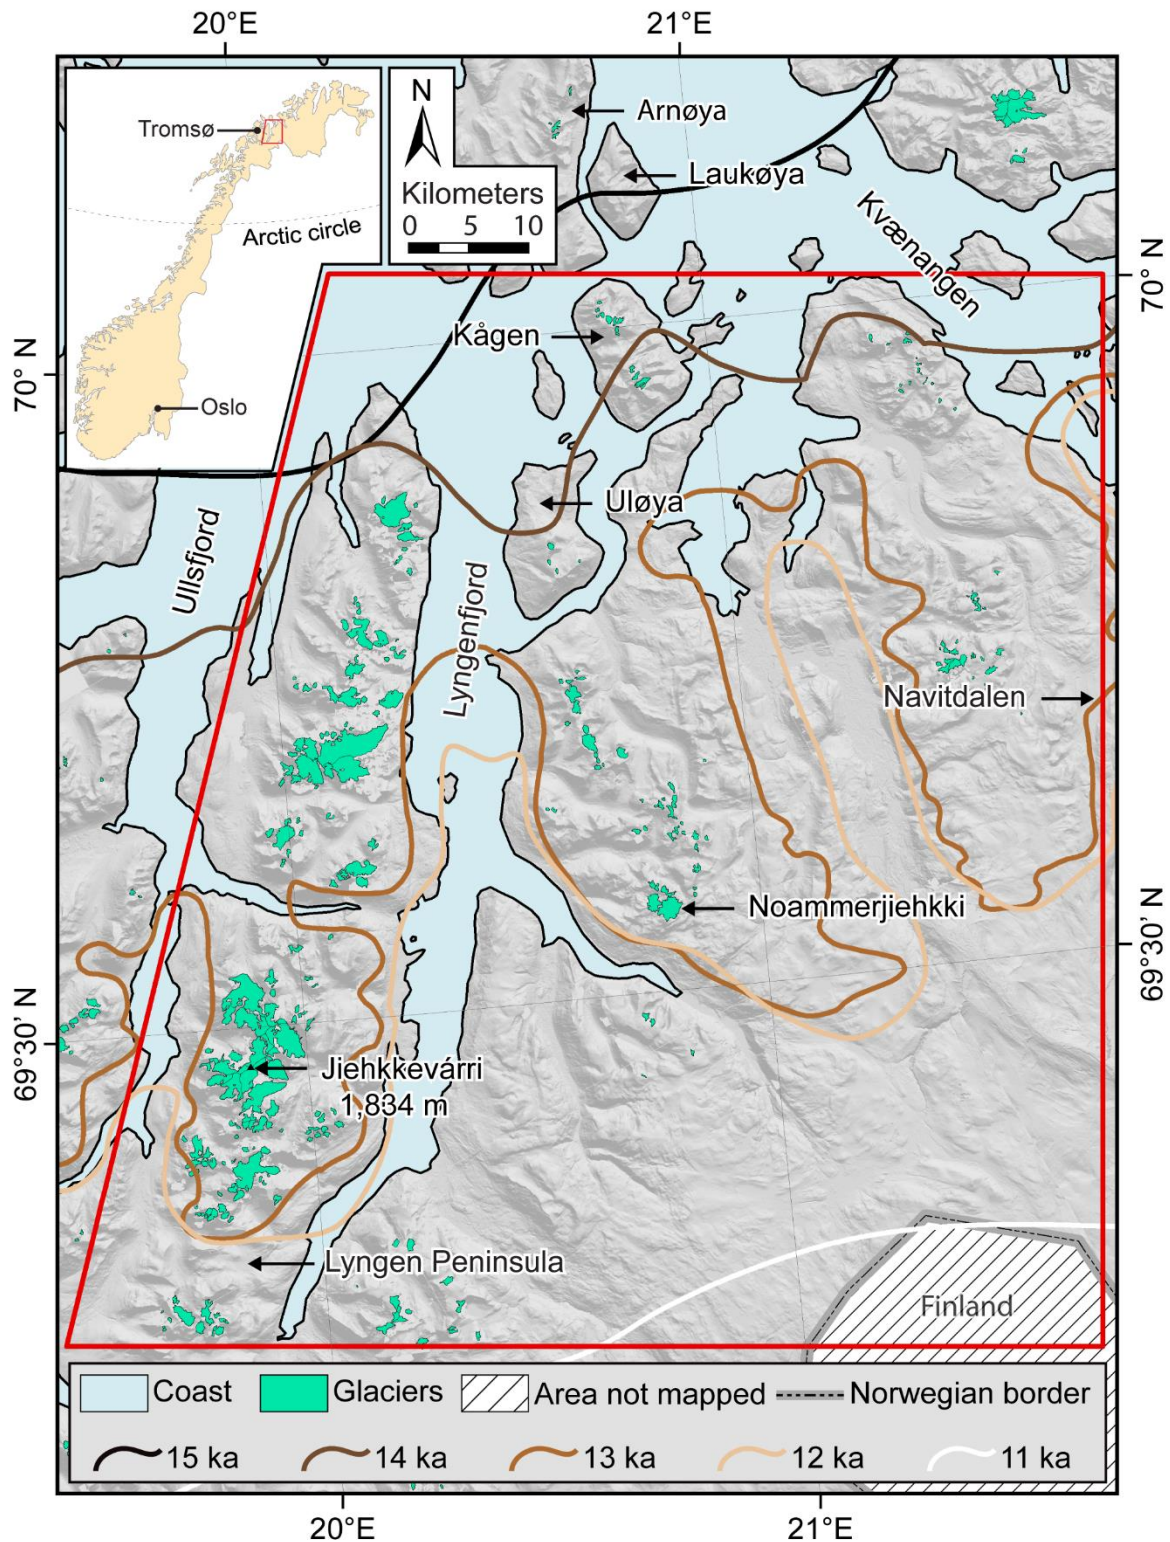 20°E
21°E
Tromsø
Arctic circle
Oslo
N
Kilometers
0 5 10
Arnøya
Laukøya
Kvænangen
70° N
70° N
Kågen
Uløya
Ullsfjord
Lyngenfjord
Navitdalen
Noammerjiehkki
69°30' N
69°30' N
Jiehkkevárri
1,834 m
Lyngen Peninsula
Finland
Coast
Glaciers
Area not mapped
Norwegian border
15 ka
14 ka
13 ka
12 ka
11 ka
20°E
21°E